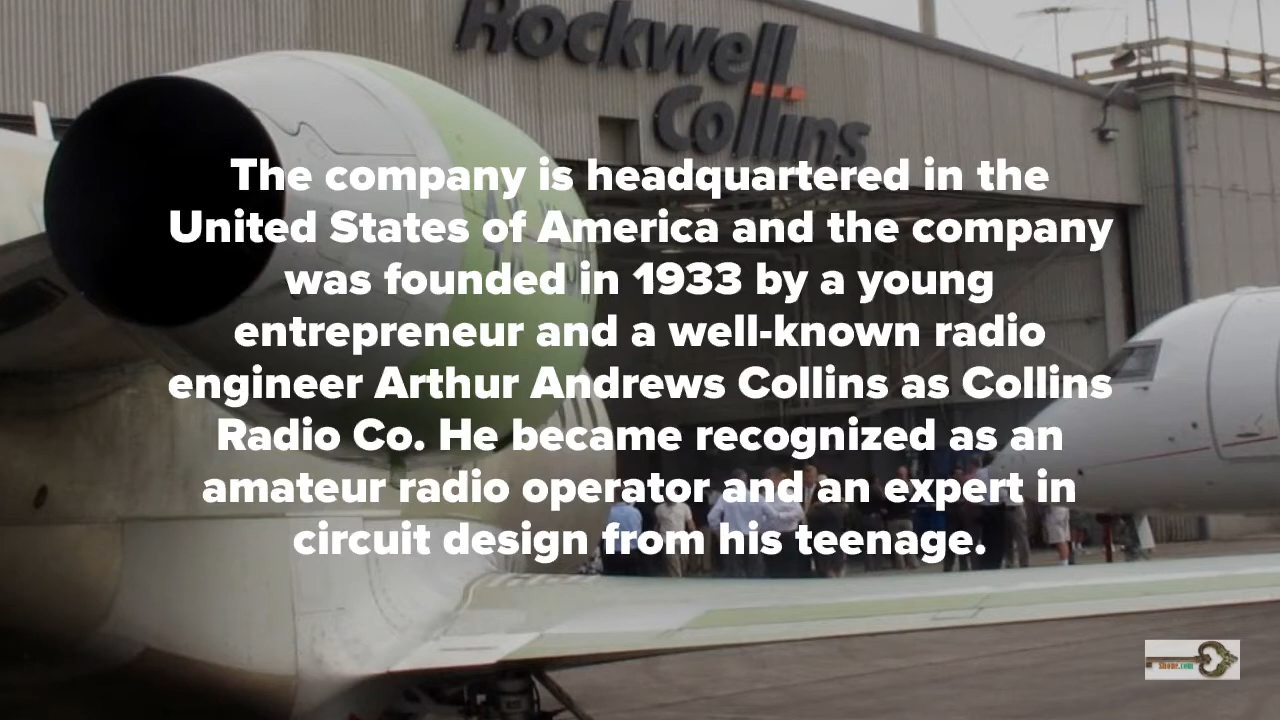 Rockwell
Collins
The company is headquartered in the
United States of America and the company
was founded in 1933 by a young
entrepreneur and a well-known radio
engineer Arthur Andrews Collins as Collins
Radio Co. He became recognized as an
amateur radio operator and an expert in
circuit design from his teenage.